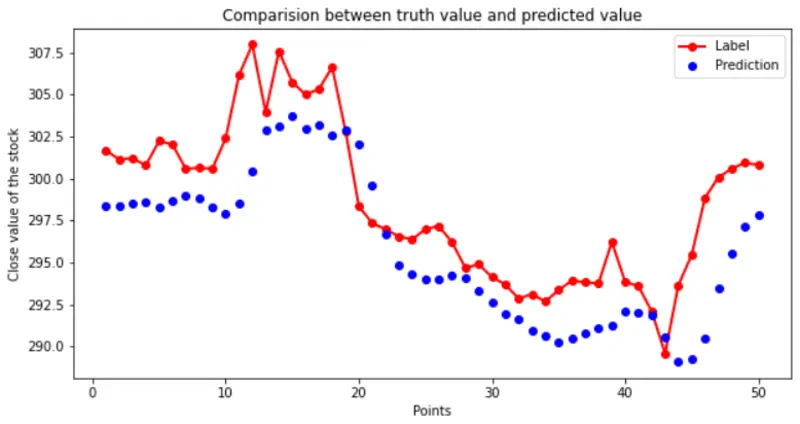 Comparision between truth value and predicted value
Label
Prediction
Close value of the stock
307.5
305.0
302.5
300.0
297.5
295.0
292.5
290.0
0
10
20
30
40
50
Points